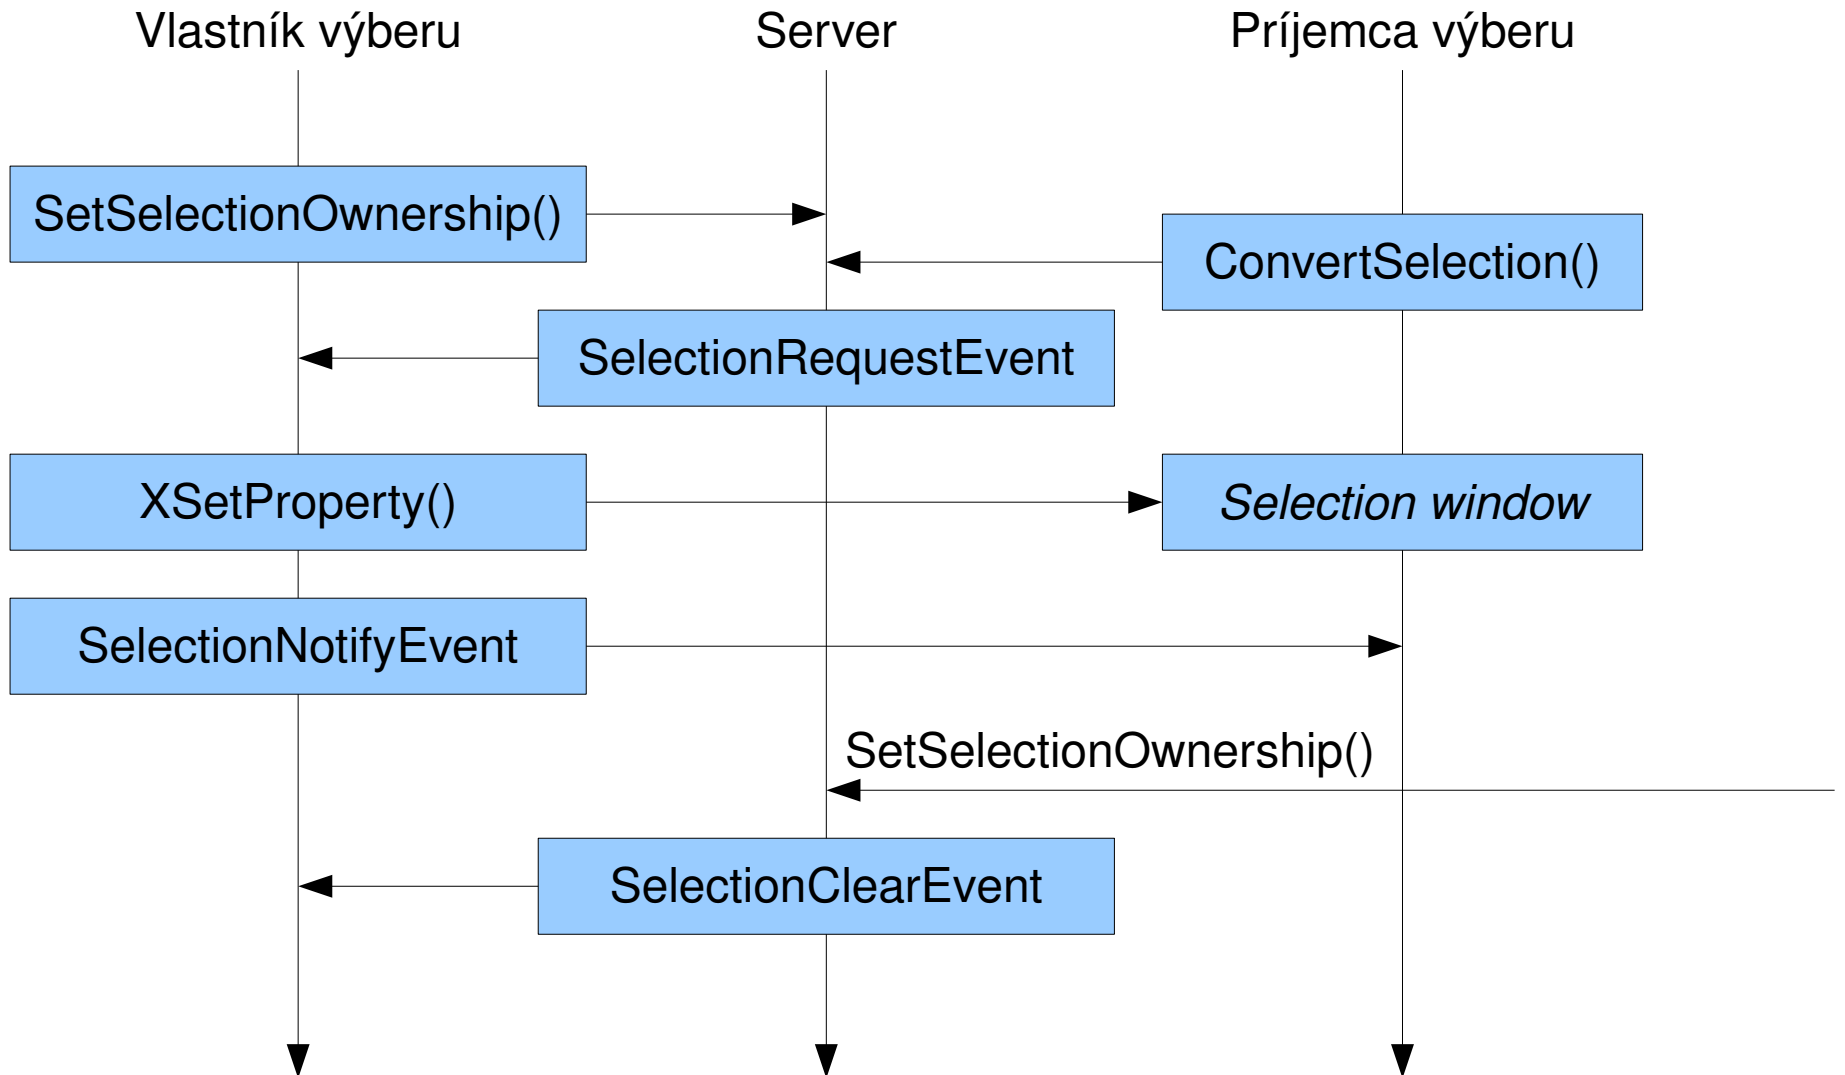 Vlastník výberu
Server
Príjemca výberu
SetSelectionOwnership()
ConvertSelection()
SelectionRequestEvent
XSetProperty()
Selection window
SelectionNotifyEvent
SetSelectionOwnership()
SelectionClearEvent